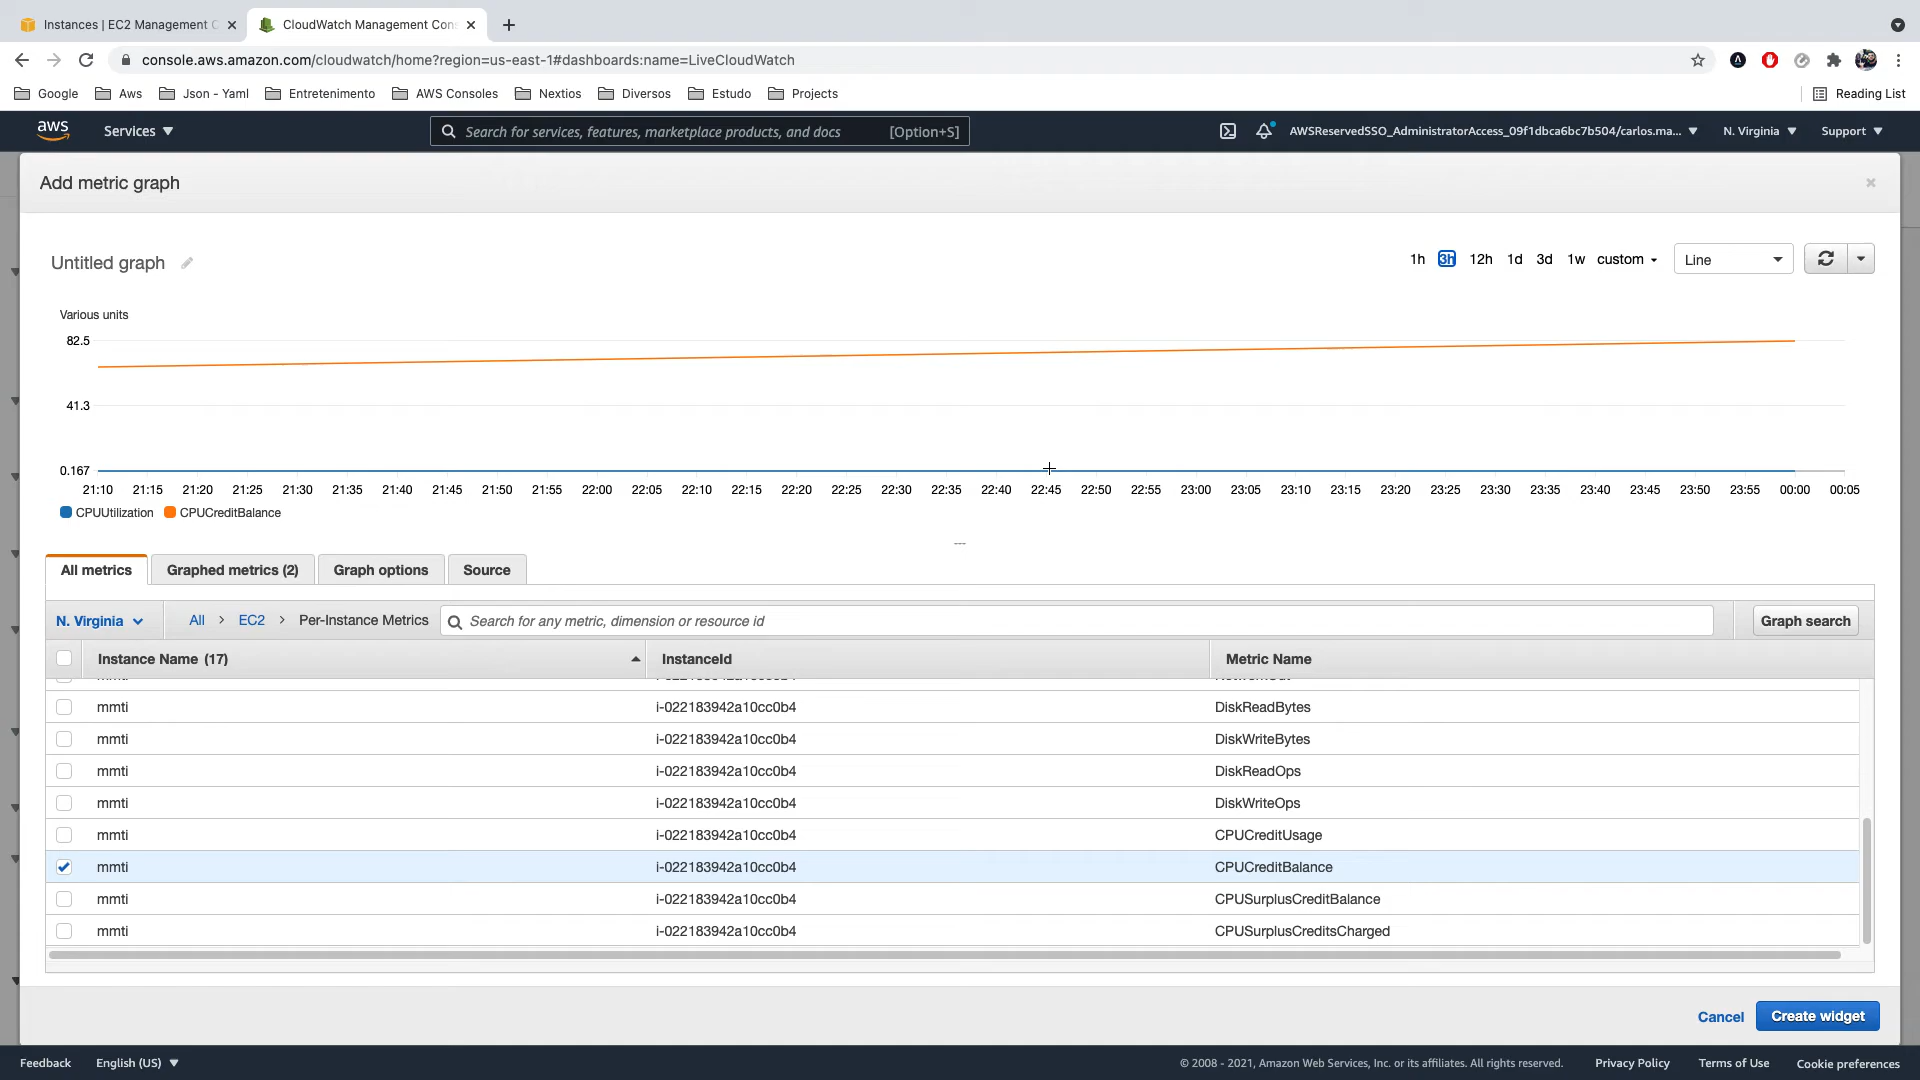 Instances | EC2 Management C
CloudWatch Management Con
console.aws.amazon.com/cloudwatch/home?region=us-east-1#dashboards:name=LiveCloudWatch
Google Aws Json - Yaml Entretenimento AWS Consoles Nextios Diversos Estudo Projects Reading List
aws Services Search for services, features, marketplace products, and docs [Option+S] AWSReservedSSO_AdministratorAccess_09f1dbca6bc7b504/carlos.ma... N. Virginia Support
Add metric graph
Untitled graph 1h 3h 12h 1d 3d 1w custom Line
Various units
82.5
41.3
0.167
21:10 21:15 21:20 21:25 21:30 21:35 21:40 21:45 21:50 21:55 22:00 22:05 22:10 22:15 22:20 22:25 22:30 22:35 22:40 22:45 22:50 22:55 23:00 23:05 23:10 23:15 23:20 23:25 23:30 23:35 23:40 23:45 23:50 23:55 00:00 00:05
CPUUtilization CPUCreditBalance
All metrics Graphed metrics (2) Graph options Source
N. Virginia All > EC2 > Per-Instance Metrics Search for any metric, dimension or resource id Graph search
Instance Name (17) InstanceId Metric Name
mmti i-022183942a10cc0b4 DiskReadBytes
mmti i-022183942a10cc0b4 DiskWriteBytes
mmti i-022183942a10cc0b4 DiskReadOps
mmti i-022183942a10cc0b4 DiskWriteOps
mmti i-022183942a10cc0b4 CPUCreditUsage
mmti i-022183942a10cc0b4 CPUCreditBalance
mmti i-022183942a10cc0b4 CPUSurplusCreditBalance
mmti i-022183942a10cc0b4 CPUSurplusCreditsCharged
Cancel Create widget
Feedback English (US) © 2008 - 2021, Amazon Web Services, Inc. or its affiliates. All rights reserved. Privacy Policy Terms of Use Cookie preferences